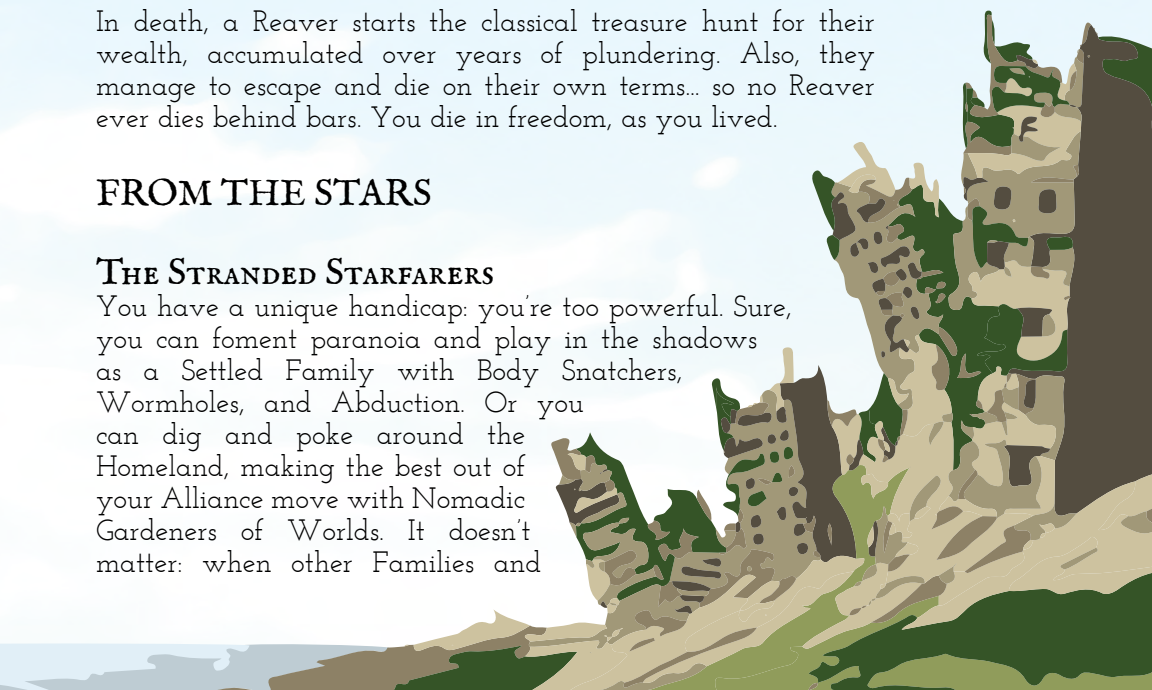 In death, a Reaver starts the classical treasure hunt for their
wealth, accumulated over years of plundering. Also, they
manage to escape and die on their own terms... so no Reaver
ever dies behind bars. You die in freedom, as you lived.
FROM THE STARS
The Stranded Starfarers
You have a unique handicap: you're too powerful. Sure,
you can foment paranoia and play in the shadows
as a Settled Family with Body Snatchers,
Wormholes, and Abduction. Or you
can dig and poke around the
Homeland, making the best out of
your Alliance move with Nomadic
Gardeners of Worlds. It doesn't
matter: when other Families and